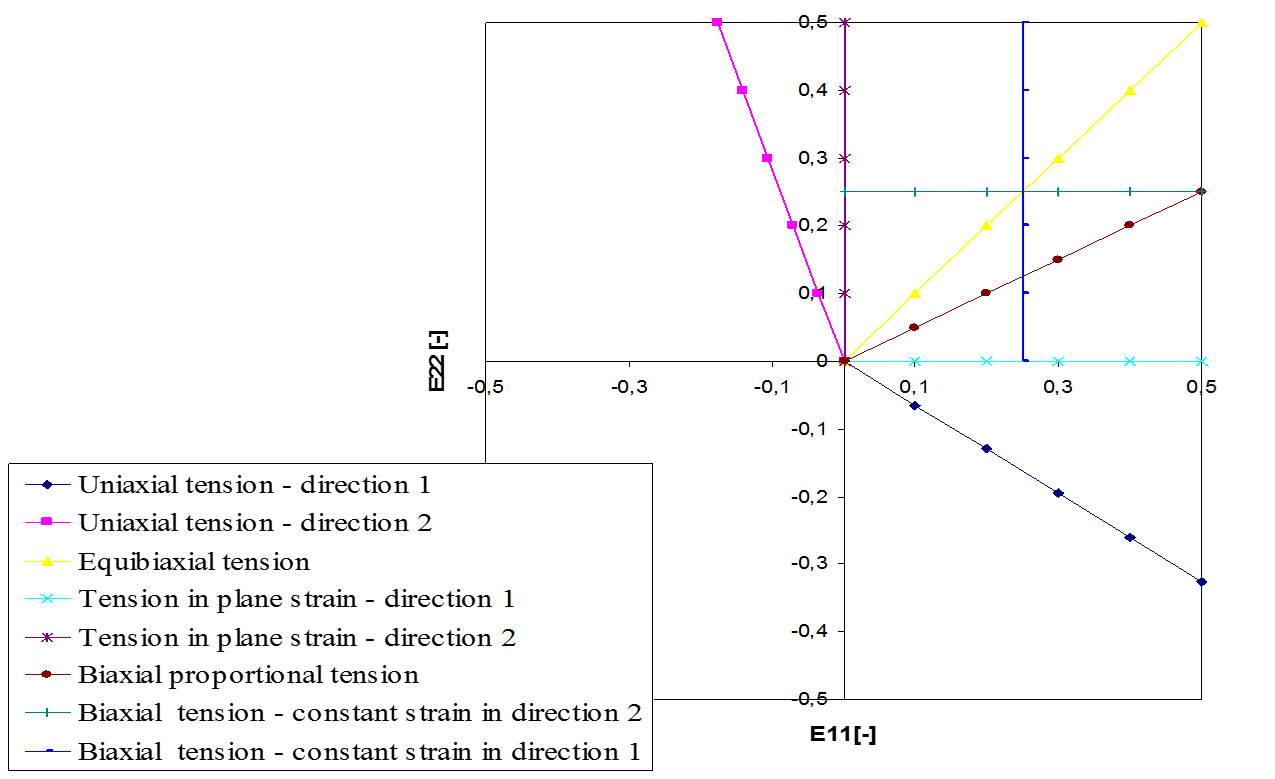 0,5
0,4
0,3
0,2
0,1
0
-0,5 -0,3 -0,1 0,1 0,3 0,5
-0,1
-0,2
-0,3
-0,4
-0,5
E22 [-]
E11[-]
Uniaxial tension - direction 1
Uniaxial tension - direction 2
Equibiaxial tension
Tension in plane strain - direction 1
Tension in plane strain - direction 2
Biaxial proportional tension
Biaxial tension - constant strain in direction 2
Biaxial tension - constant strain in direction 1